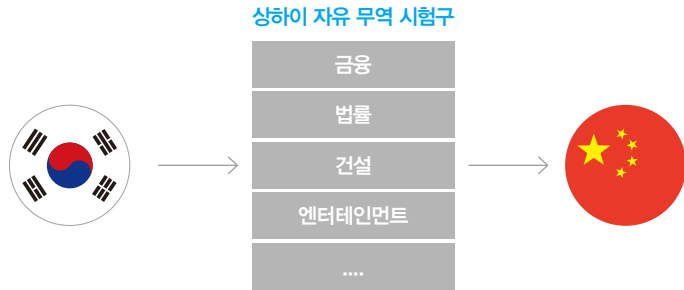 상하이 자유 무역 시험구
금융
법률
건설
엔터테인먼트
....